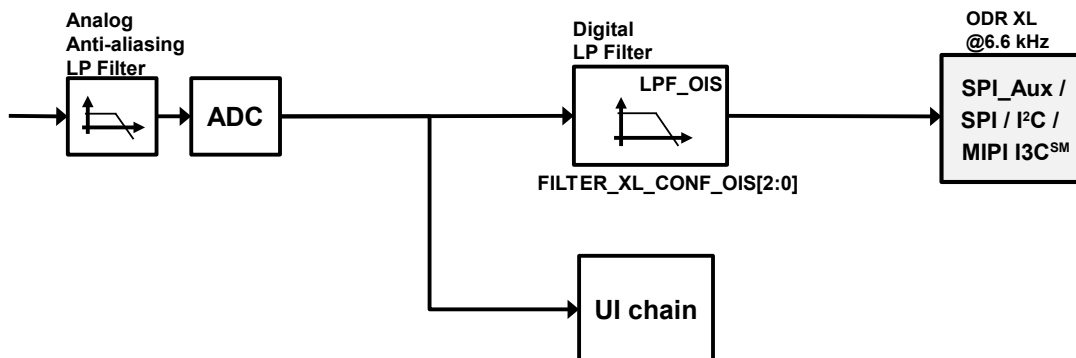 Analog
Anti-aliasing
LP Filter
ADC
Digital
LP Filter
LPF_OIS
FILTER_XL_CONF_OIS[2:0]
ODR XL
@6.6 kHz
SPI_Aux /
SPI / I²C /
MIPI I3Cˢᴹ
UI chain